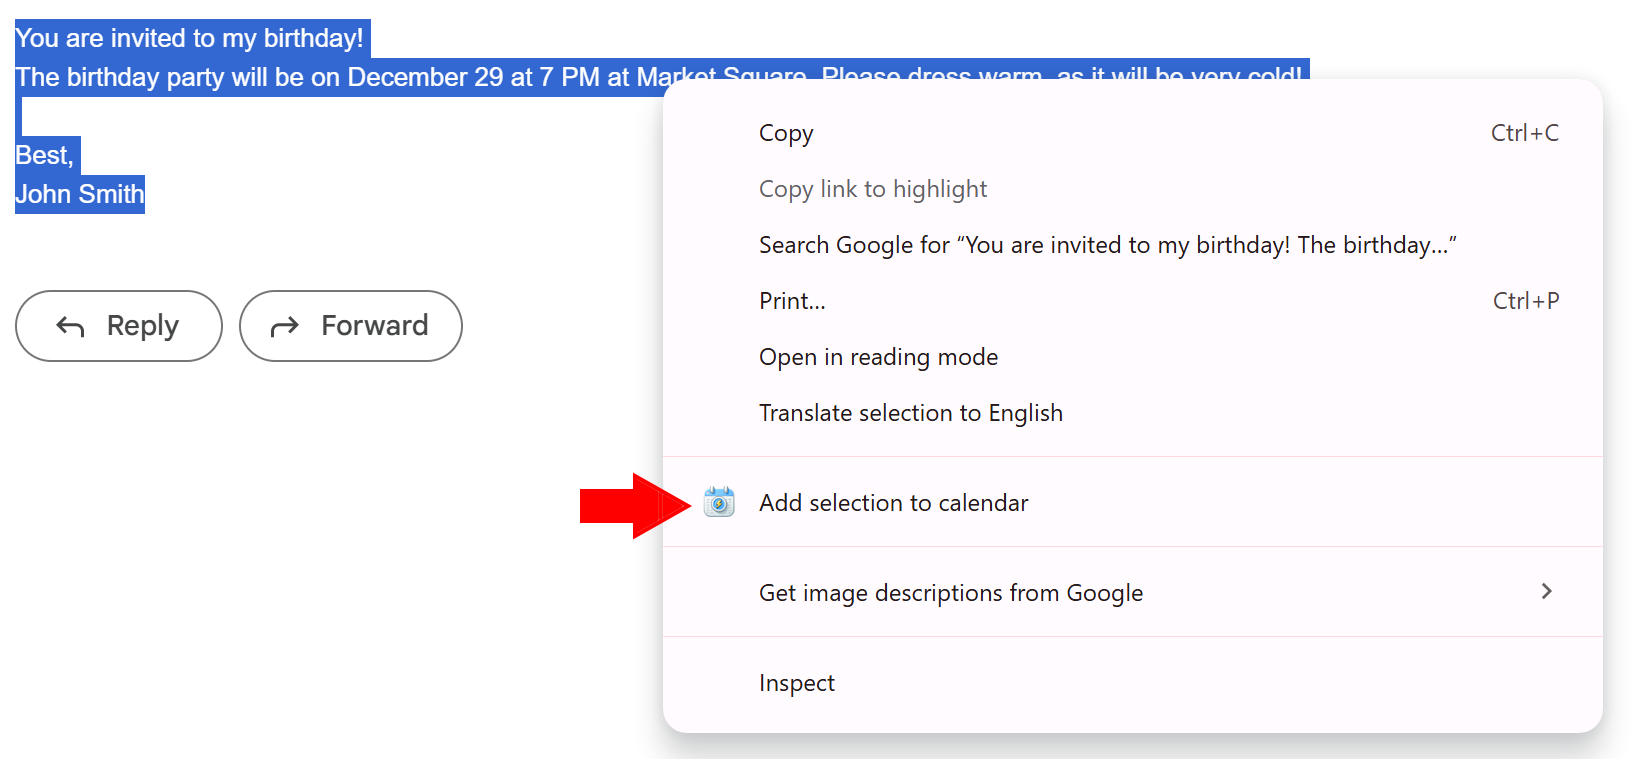 You are invited to my birthday!
The birthday party will be on December 29 at 7 PM at Market Square. Please dress warm, as it will be very cold!
Best,
John Smith
Reply
Forward
Copy Ctrl+C
Copy link to highlight
Search Google for “You are invited to my birthday! The birthday...”
Print... Ctrl+P
Open in reading mode
Translate selection to English
Add selection to calendar
Get image descriptions from Google
Inspect